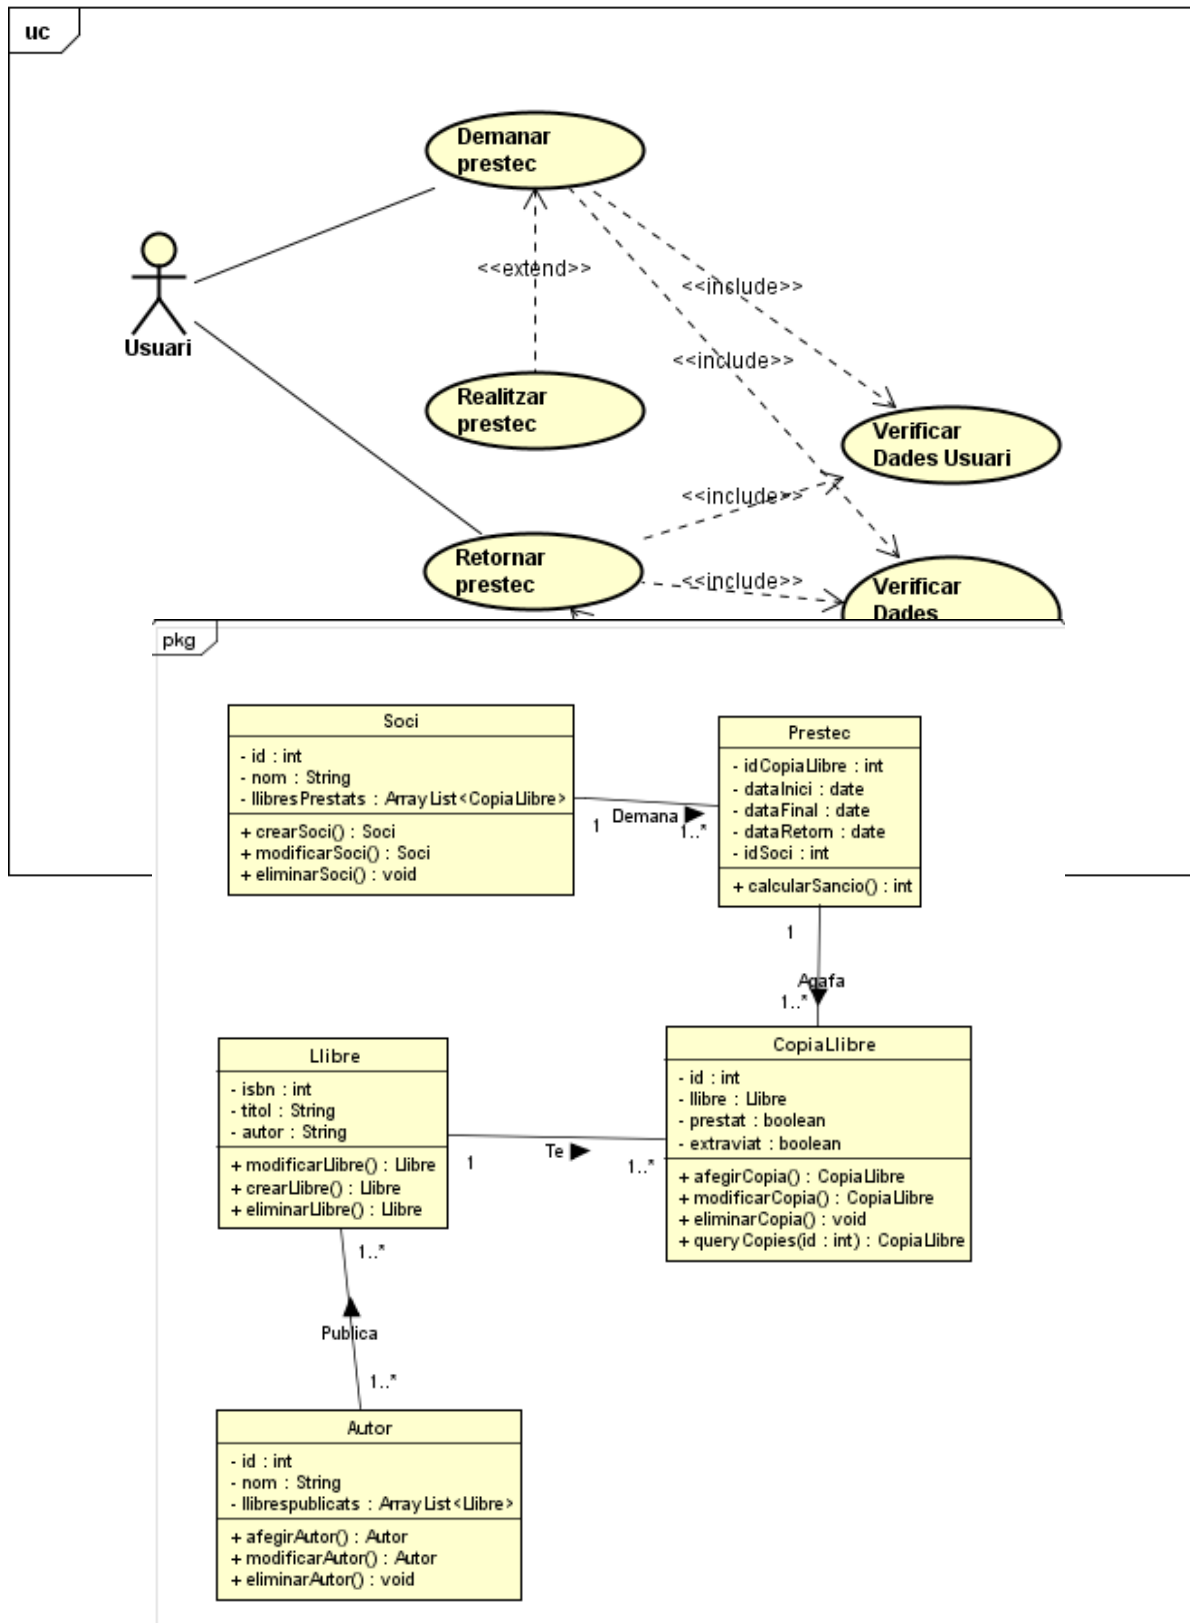 uc
Demanar
prestec
<<extend>>
<<include>>
<<include>>
Usuari
Realitzar
prestec
Verificar
Dades Usuari
<<include>>
Retornar
prestec
<<include>>
Verificar
Dades
pkg
Soci
- id : int
- nom : String
- llibresPrestats : ArrayList<CopiaLlibre>
+ crearSoci() : Soci
+ modificarSoci() : Soci
+ eliminarSoci() : void
1
Demana
1..*
Prestec
- idCopiaLlibre : int
- dataInici : date
- dataFinal : date
- dataRetorn : date
- idSoci : int
+ calcularSancio() : int
1
Agafa
1..*
Llibre
- isbn : int
- titol : String
- autor : String
+ modificarLlibre() : Llibre
+ crearLlibre() : Llibre
+ eliminarLlibre() : Llibre
1
Te
1..*
CopiaLlibre
- id : int
- llibre : Llibre
- prestat : boolean
- extraviat : boolean
+ afegirCopia() : CopiaLlibre
+ modificarCopia() : CopiaLlibre
+ eliminarCopia() : void
+ queryCopies(id : int) : CopiaLlibre
1..*
Publica
1..*
Autor
- id : int
- nom : String
- llibrespublicats : ArrayList<Llibre>
+ afegirAutor() : Autor
+ modificarAutor() : Autor
+ eliminarAutor() : void